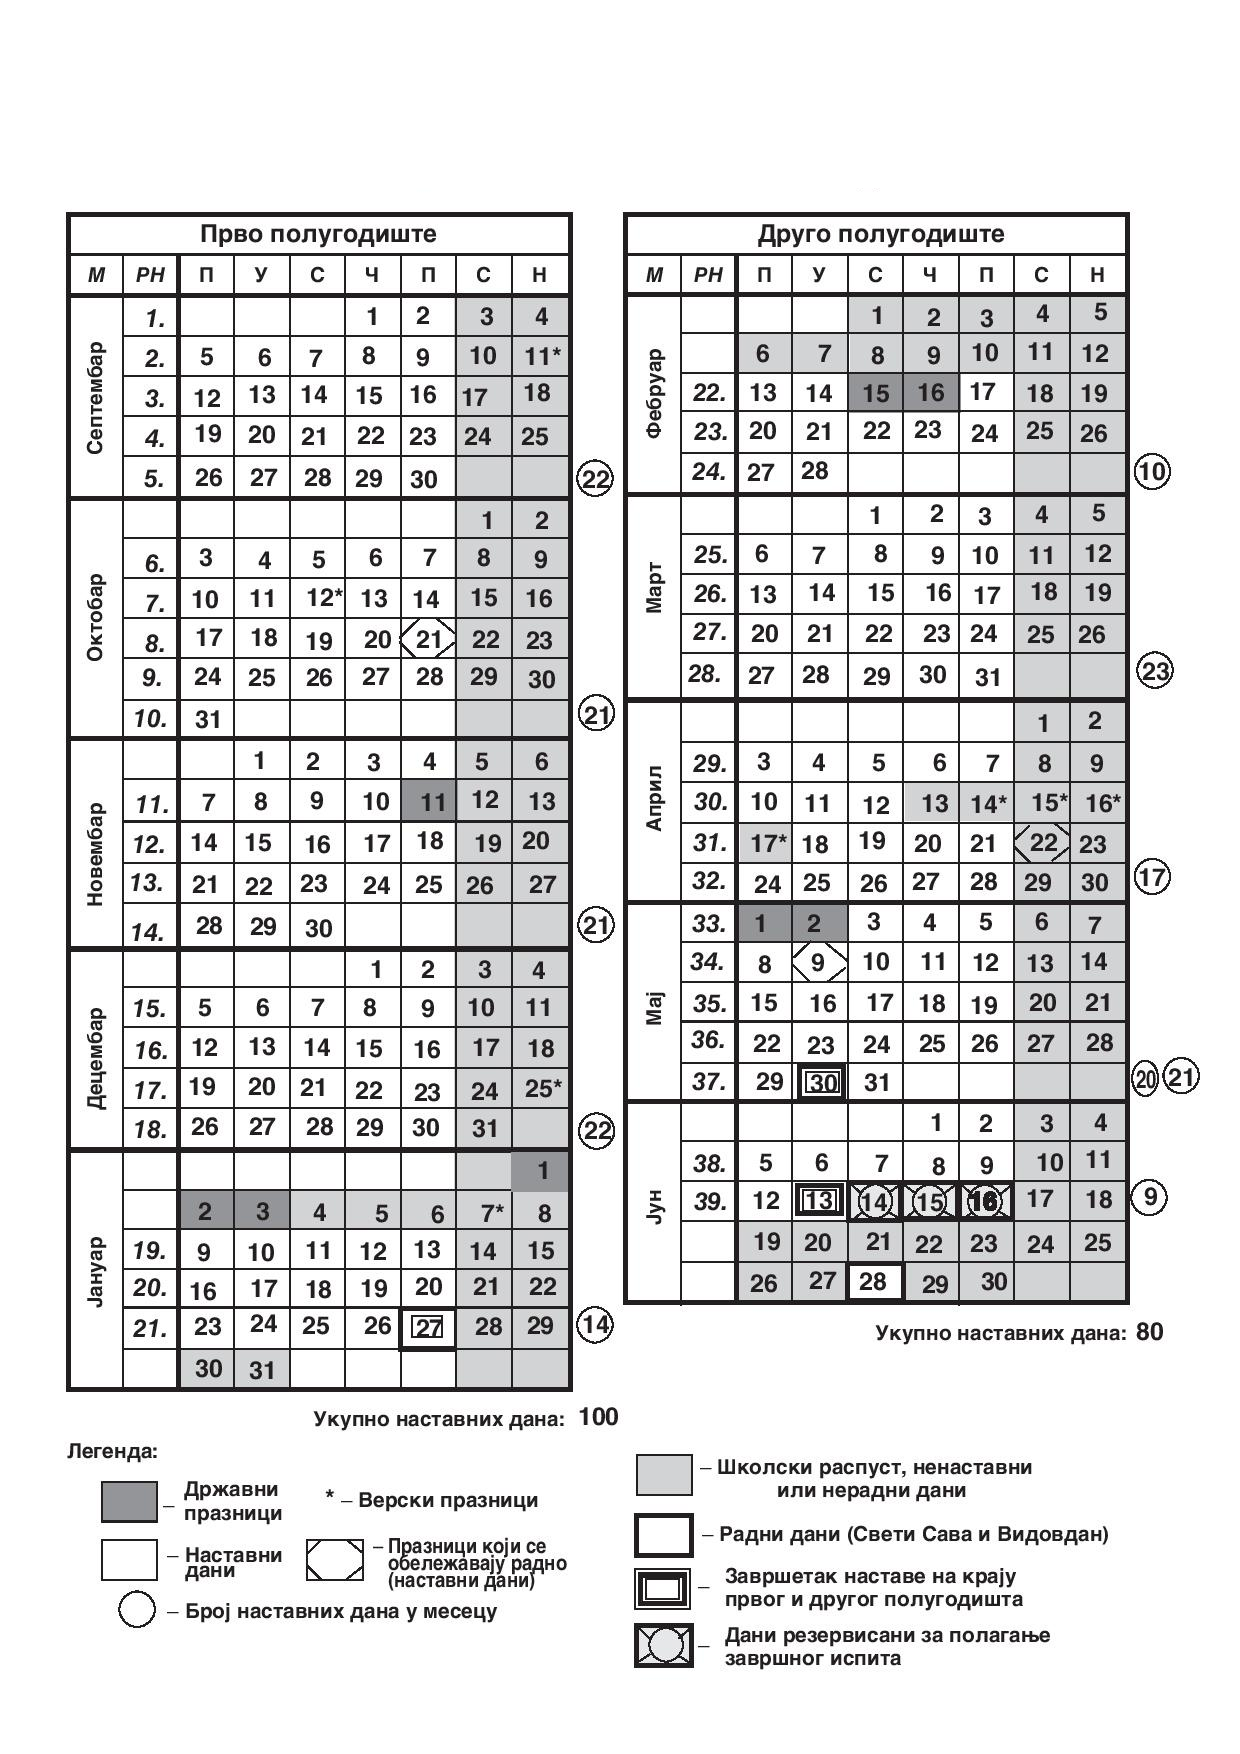 Прво полугодиште
М РН П У С Ч П С Н
Септембар
1. 1 2 3 4
2. 5 6 7 8 9 10 11*
3. 12 13 14 15 16 17 18
4. 19 20 21 22 23 24 25
5. 26 27 28 29 30 22
Октобар
1 2
6. 3 4 5 6 7 8 9
7. 10 11 12* 13 14 15 16
8. 17 18 19 20 21 22 23
9. 24 25 26 27 28 29 30
10. 31 21
Новембар
1 2 3 4 5 6
11. 7 8 9 10 11 12 13
12. 14 15 16 17 18 19 20
13. 21 22 23 24 25 26 27
14. 28 29 30 21
Децембар
1 2 3 4
15. 5 6 7 8 9 10 11
16. 12 13 14 15 16 17 18
17. 19 20 21 22 23 24 25*
18. 26 27 28 29 30 31 22
Јануар
1
2 3 4 5 6 7* 8
19. 9 10 11 12 13 14 15
20. 16 17 18 19 20 21 22
21. 23 24 25 26 27 28 29 14
30 31
Укупно наставних дана: 100
Друго полугодиште
М РН П У С Ч П С Н
Фебруар
1 2 3 4 5
6 7 8 9 10 11 12
22. 13 14 15 16 17 18 19
23. 20 21 22 23 24 25 26
24. 27 28 10
Март
1 2 3 4 5
25. 6 7 8 9 10 11 12
26. 13 14 15 16 17 18 19
27. 20 21 22 23 24 25 26
28. 27 28 29 30 31 23
Април
1 2
29. 3 4 5 6 7 8 9
30. 10 11 12 13 14* 15* 16*
31. 17* 18 19 20 21 22 23
32. 24 25 26 27 28 29 30 17
Мај
33. 1 2 3 4 5 6 7
34. 8 9 10 11 12 13 14
35. 15 16 17 18 19 20 21
36. 22 23 24 25 26 27 28
37. 29 30 31 20 21
Јун
1 2 3 4
38. 5 6 7 8 9 10 11
39. 12 13 14 15 16 17 18 9
19 20 21 22 23 24 25
26 27 28 29 30
Укупно наставних дана: 80
Легенда:
– Државни
празници
* – Верски празници
– Наставни
дани
– Празници који се
обележавају радно
(наставни дани)
– Број наставних дана у месецу
– Школски распуст, ненаставни
или нерадни дани
– Радни дани (Свети Сава и Видовдан)
– Завршетак наставе на крају
првог и другог полугодишта
– Дани резервисани за полагање
завршног испита